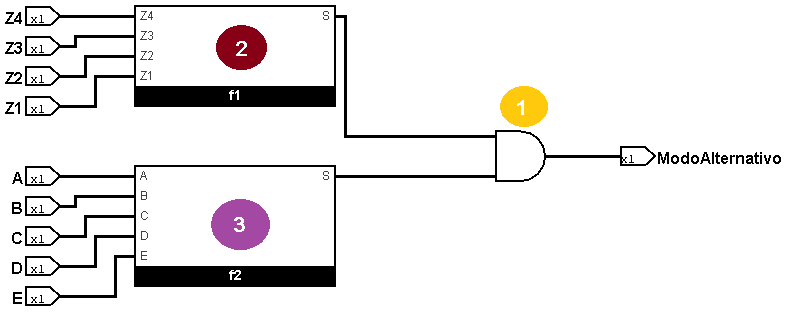 Z4 x1 Z4 S
Z3 x1 Z3
Z2 x1 Z2
Z1 x1 Z1
2
f1
1
x1 ModoAlternativo
A x1 A S
B x1 B
C x1 C
D x1 D
E x1 E
3
f2